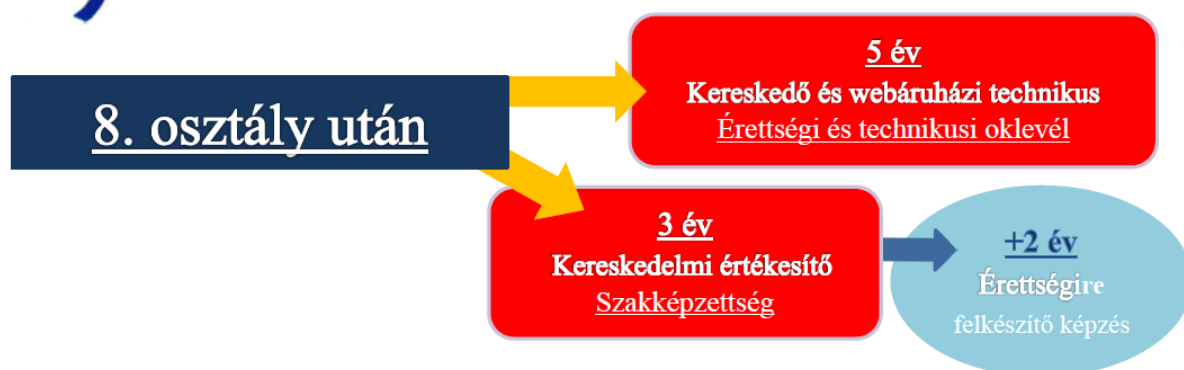 8. osztály után
5 év
Kereskedő és webáruházi technikus
Érettségi és technikusi oklevél
3 év
Kereskedelmi értékesítő
Szakképzettség
+2 év
Érettségire
felkészítő képzés